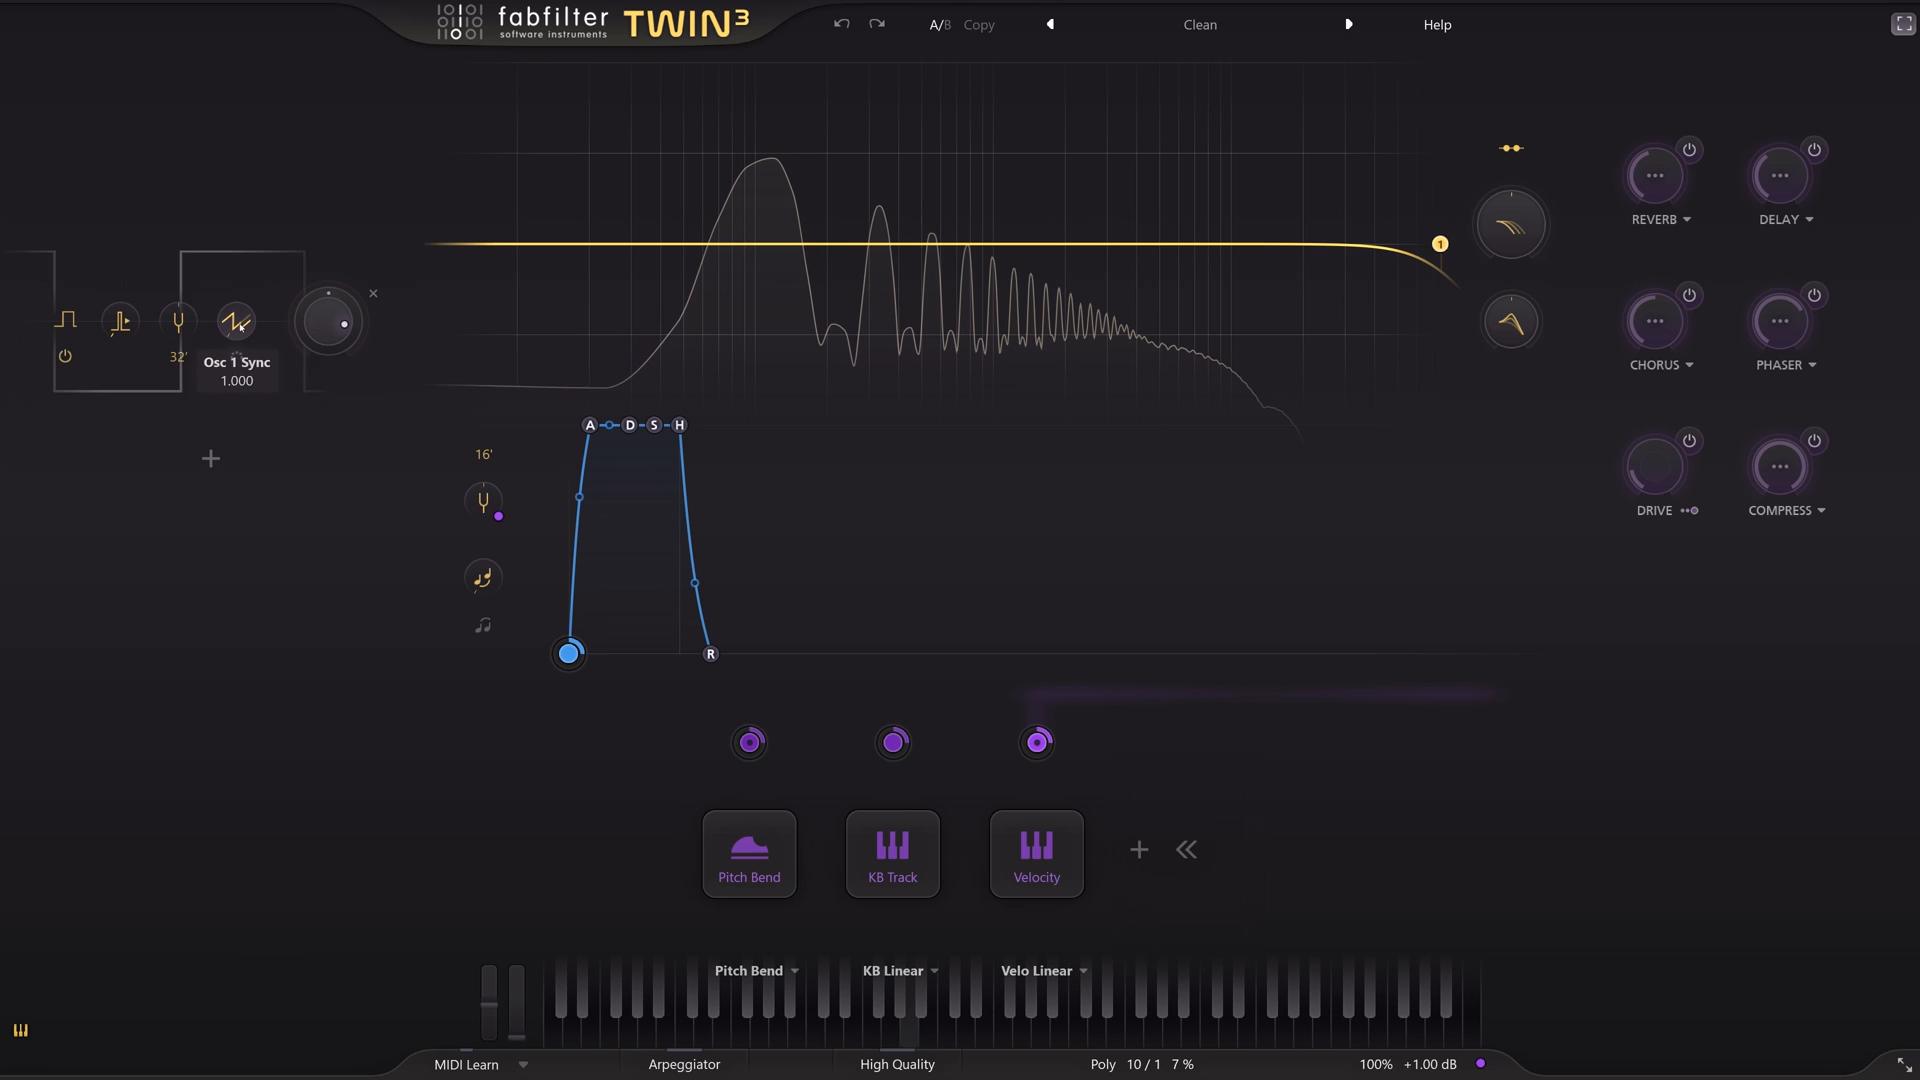 fabfilter TWIN3
software instruments
A/B Copy
Clean
Help
REVERB
DELAY
1
32'
Osc 1 Sync
1.000
CHORUS
PHASER
A D S H
16'
DRIVE
COMPRESS
R
Pitch Bend
KB Track
Velocity
Pitch Bend
KB Linear
Velo Linear
MIDI Learn
Arpeggiator
High Quality
Poly 10 / 1 7 %
100% +1.00 dB